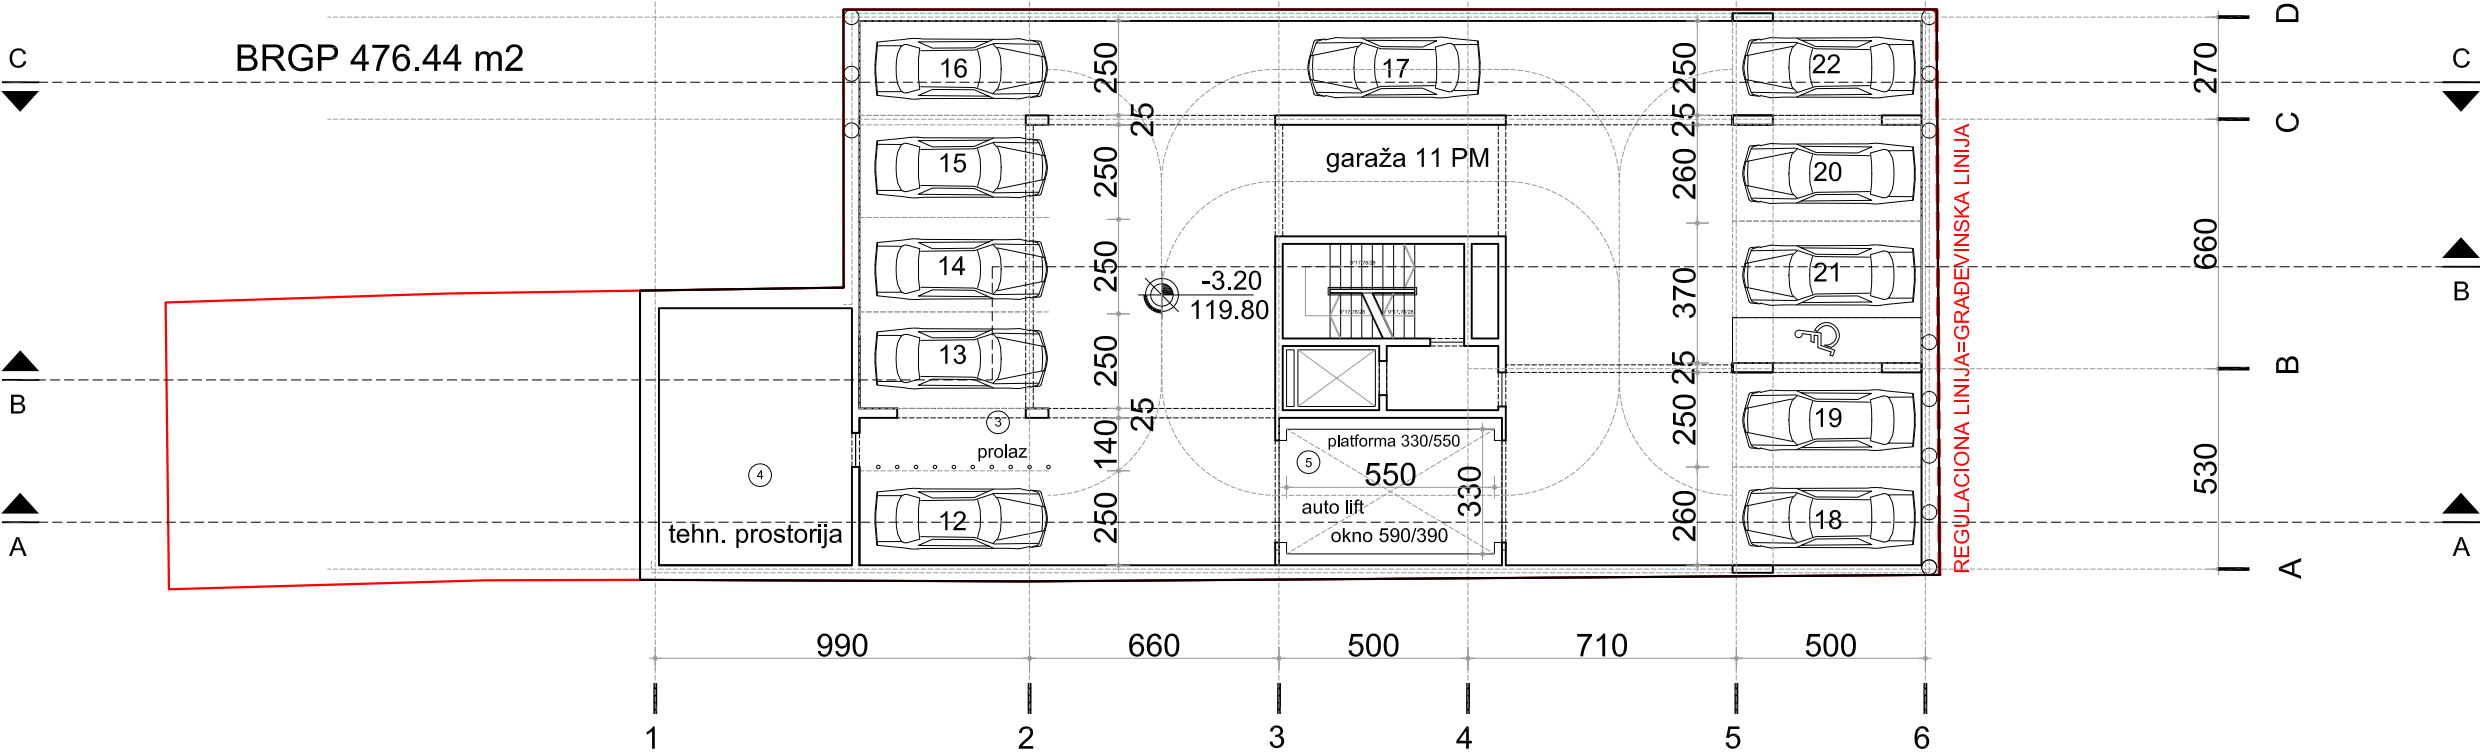 D
C
BRGP 476.44 m2
C
270
16
250
17
250
22
25
25
C
REGULACIONA LINIJA=GRAĐEVINSKA LINIJA
15
250
garaža 11 PM
260
20
660
14
250
-3.20
119.80
370
21
B
13
250
25
B
B
25
3
prolaz
140
platforma 330/550
5
550
330
250
19
530
4
tehn. prostorija
12
250
auto lift
okno 590/390
260
18
A
A
A
990
660
500
710
500
1
2
3
4
5
6